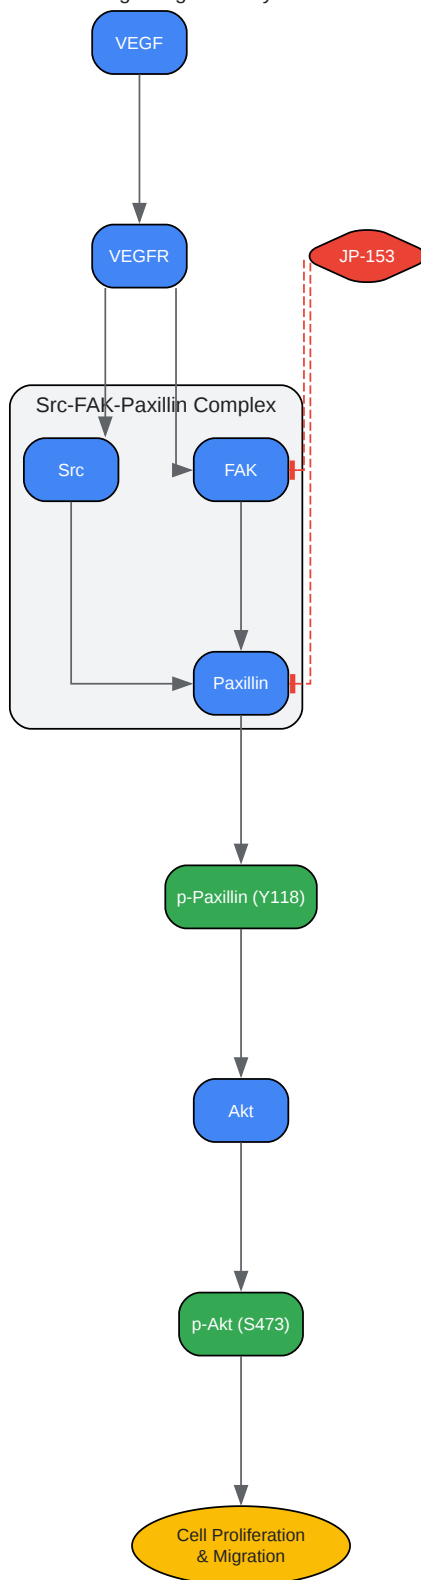 VEGF
VEGFR
JP-153
Src-FAK-Paxillin Complex
Src
FAK
Paxillin
p-Paxillin (Y118)
Akt
p-Akt (S473)
Cell Proliferation
& Migration